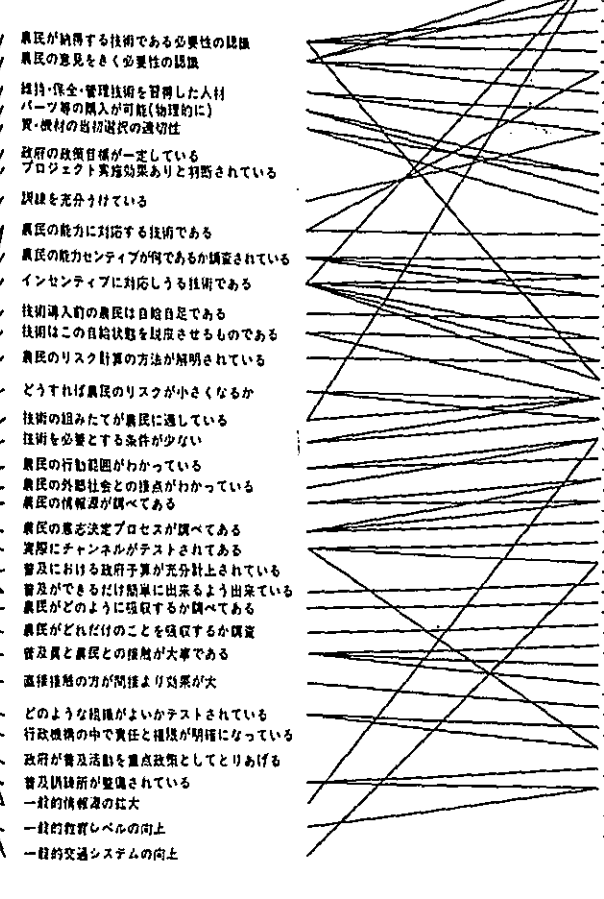 農民が納得する技術である必要性の認識
農民の意見をきく必要性の認識
維持・保全・管理技術を習得した人材
パーツ等の購入が可能(物理的に)
資・機材の当初選択の適切性
政府の政策目標が一定している
プロジェクト実施効果ありと判断されている
訓練を充分うけている
農民の能力に対応する技術である
農民の能力センティブが何であるか調査されている
インセンティブに対応しうる技術である
技術導入前の農民は自給自足である
技術はこの自給状態を脱皮させるものである
農民のリスク計算の方法が解明されている
どうすれば農民のリスクが小さくなるか
技術の組みたてが農民に適している
技術を必要とする条件が少ない
農民の行動範囲がわかっている
農民の外部社会との接点がわかっている
農民の情報源が調べてある
農民の意志決定プロセスが調べてある
実際にチャンネルがテストされてある
普及における政府予算が充分計上されている
普及ができるだけ簡単に出来るよう出来ている
農民がどのように吸収するか調べてある
農民がどれだけのことを吸収するか調査
普及員と農民との接触が大事である
直接接触の方が間接より効果が大
どのような組織がよいかテストされている
行政機構の中で責任と権限が明確になっている
政府が普及活動を重点政策としてとりあげる
普及訓練所が整備されている
一般的情報源の拡大
一般的教育レベルの向上
一般的交通システムの向上